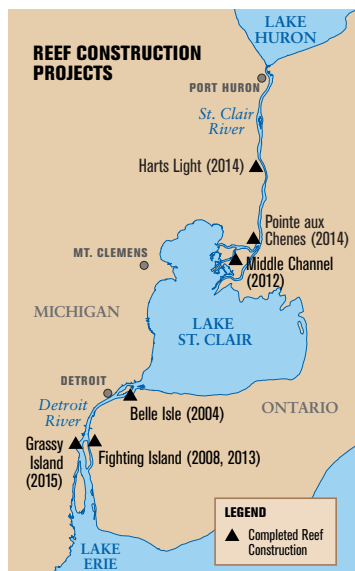 LAKE
HURON
REEF CONSTRUCTION
PROJECTS
PORT HURON
St. Clair
River
Harts Light (2014)
Pointe aux
Chenes (2014)
MT. CLEMENS
Middle Channel
(2012)
MICHIGAN
LAKE
ST. CLAIR
DETROIT
Detroit
River
Belle Isle (2004)
ONTARIO
Grassy
Island
(2015)
Fighting Island (2008, 2013)
LEGEND
Completed Reef
Construction
LAKE
ERIE